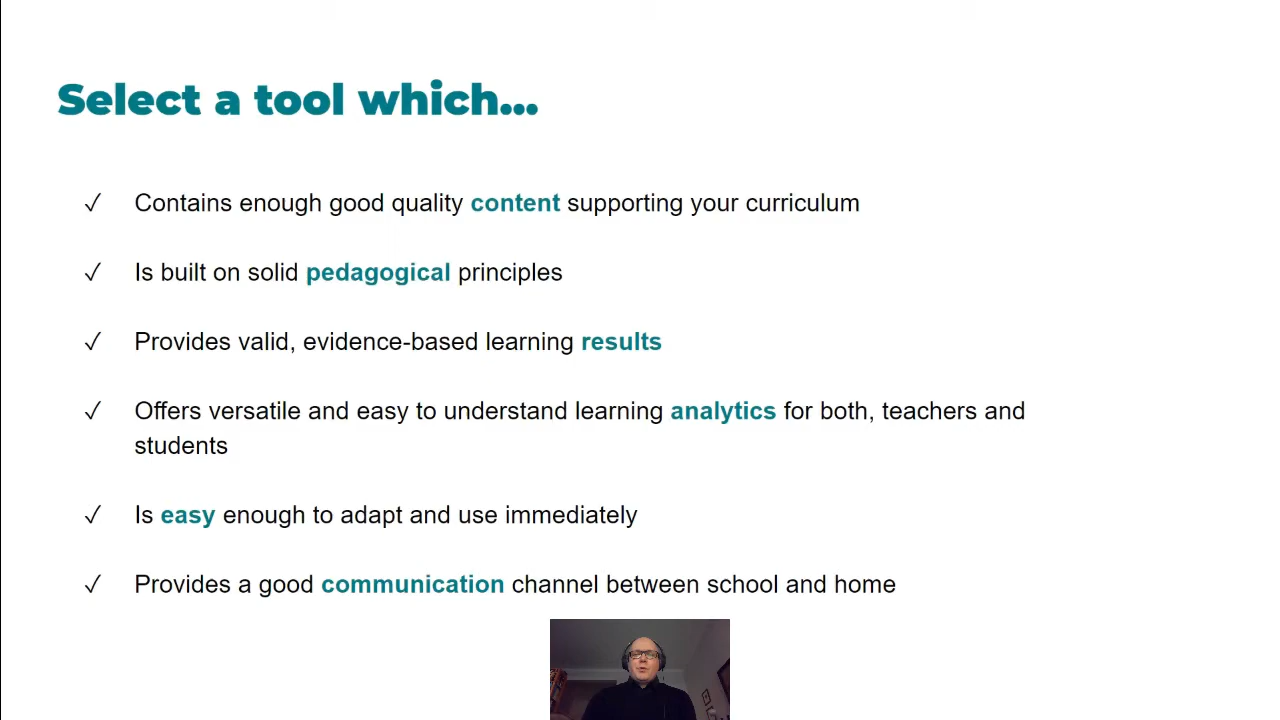 Select a tool which...
✓ Contains enough good quality content supporting your curriculum
✓ Is built on solid pedagogical principles
✓ Provides valid, evidence-based learning results
✓ Offers versatile and easy to understand learning analytics for both, teachers and
students
✓ Is easy enough to adapt and use immediately
✓ Provides a good communication channel between school and home